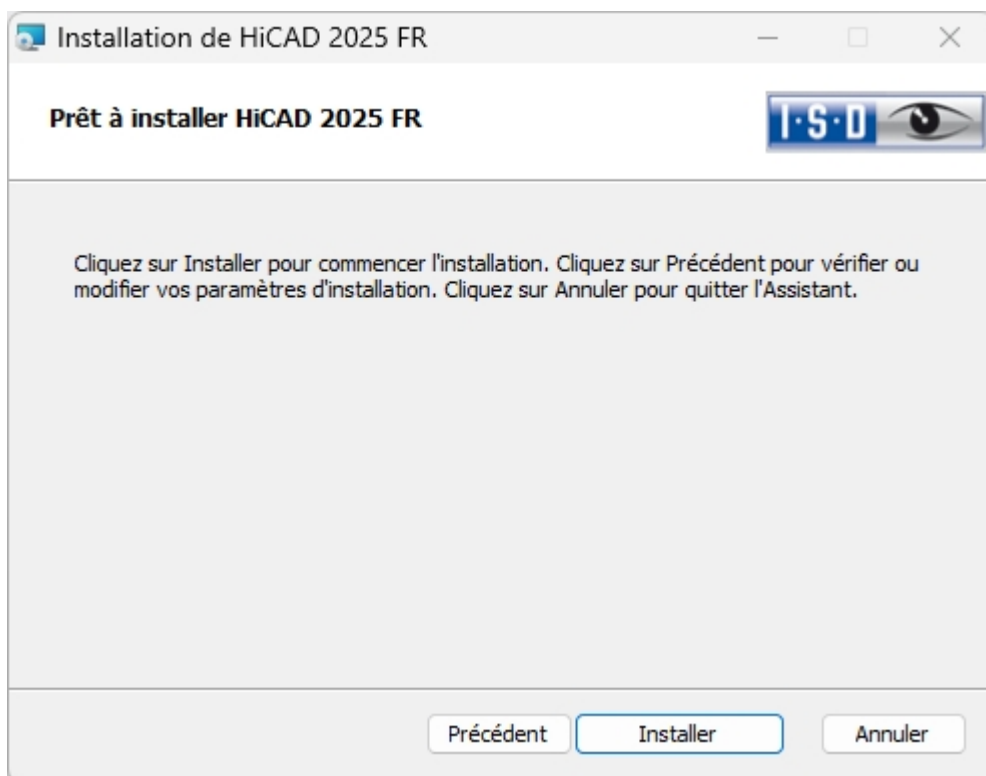 Installation de HiCAD 2025 FR
Prêt à installer HiCAD 2025 FR
I·S·D
Cliquez sur Installer pour commencer l'installation. Cliquez sur Précédent pour vérifier ou
modifier vos paramètres d'installation. Cliquez sur Annuler pour quitter l'Assistant.
Précédent Installer Annuler